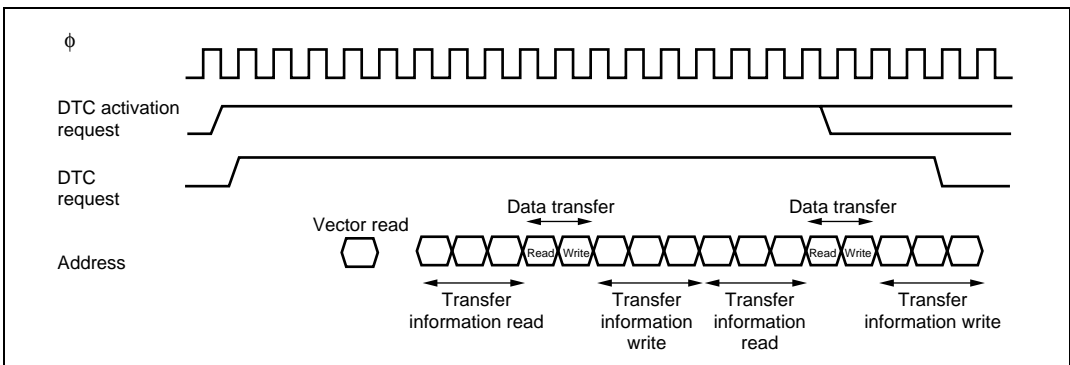 φ
DTC activation
request
DTC
request
Data transfer Data transfer
Vector read
Address
Read Write Read Write
Transfer
information read
Transfer
information
write
Transfer
information
read
Transfer
information write